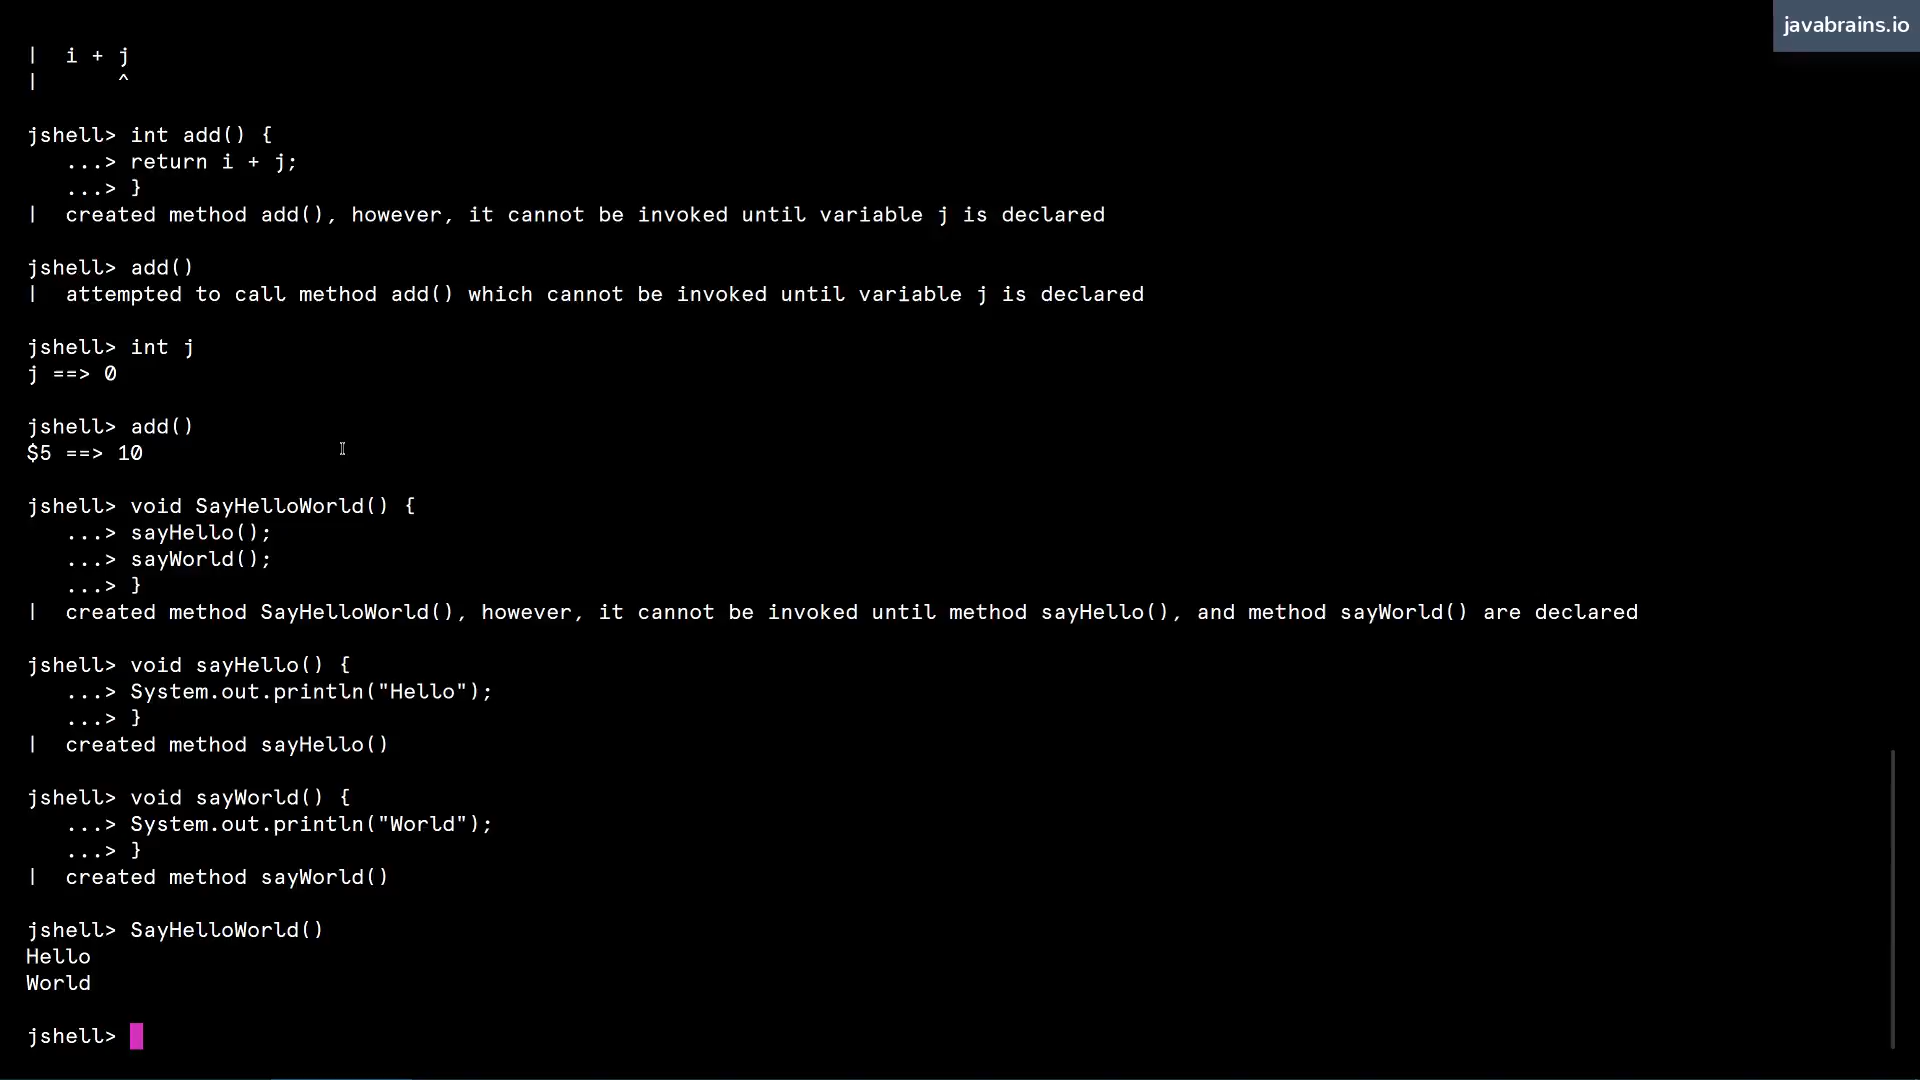 javabrains.io
|  i + j
|      ^
jshell> int add() {
   ...> return i + j;
   ...> }
|  created method add(), however, it cannot be invoked until variable j is declared
jshell> add()
|  attempted to call method add() which cannot be invoked until variable j is declared
jshell> int j
j ==> 0
jshell> add()
$5 ==> 10
jshell> void SayHelloWorld() {
   ...> sayHello();
   ...> sayWorld();
   ...> }
|  created method SayHelloWorld(), however, it cannot be invoked until method sayHello(), and method sayWorld() are declared
jshell> void sayHello() {
   ...> System.out.println("Hello");
   ...> }
|  created method sayHello()
jshell> void sayWorld() {
   ...> System.out.println("World");
   ...> }
|  created method sayWorld()
jshell> SayHelloWorld()
Hello
World
jshell>